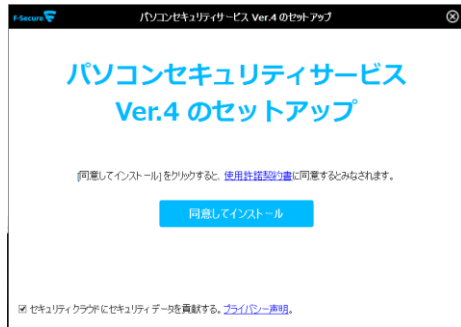 F-Secure パソコンセキュリティサービス Ver.4 のセットアップ
パソコンセキュリティサービス
Ver.4 のセットアップ
[同意してインストール] をクリックすると、使用許諾契約書に同意するとみなされます。
同意してインストール
セキュリティ クラウドにセキュリティ データを貢献する。プライバシー声明。